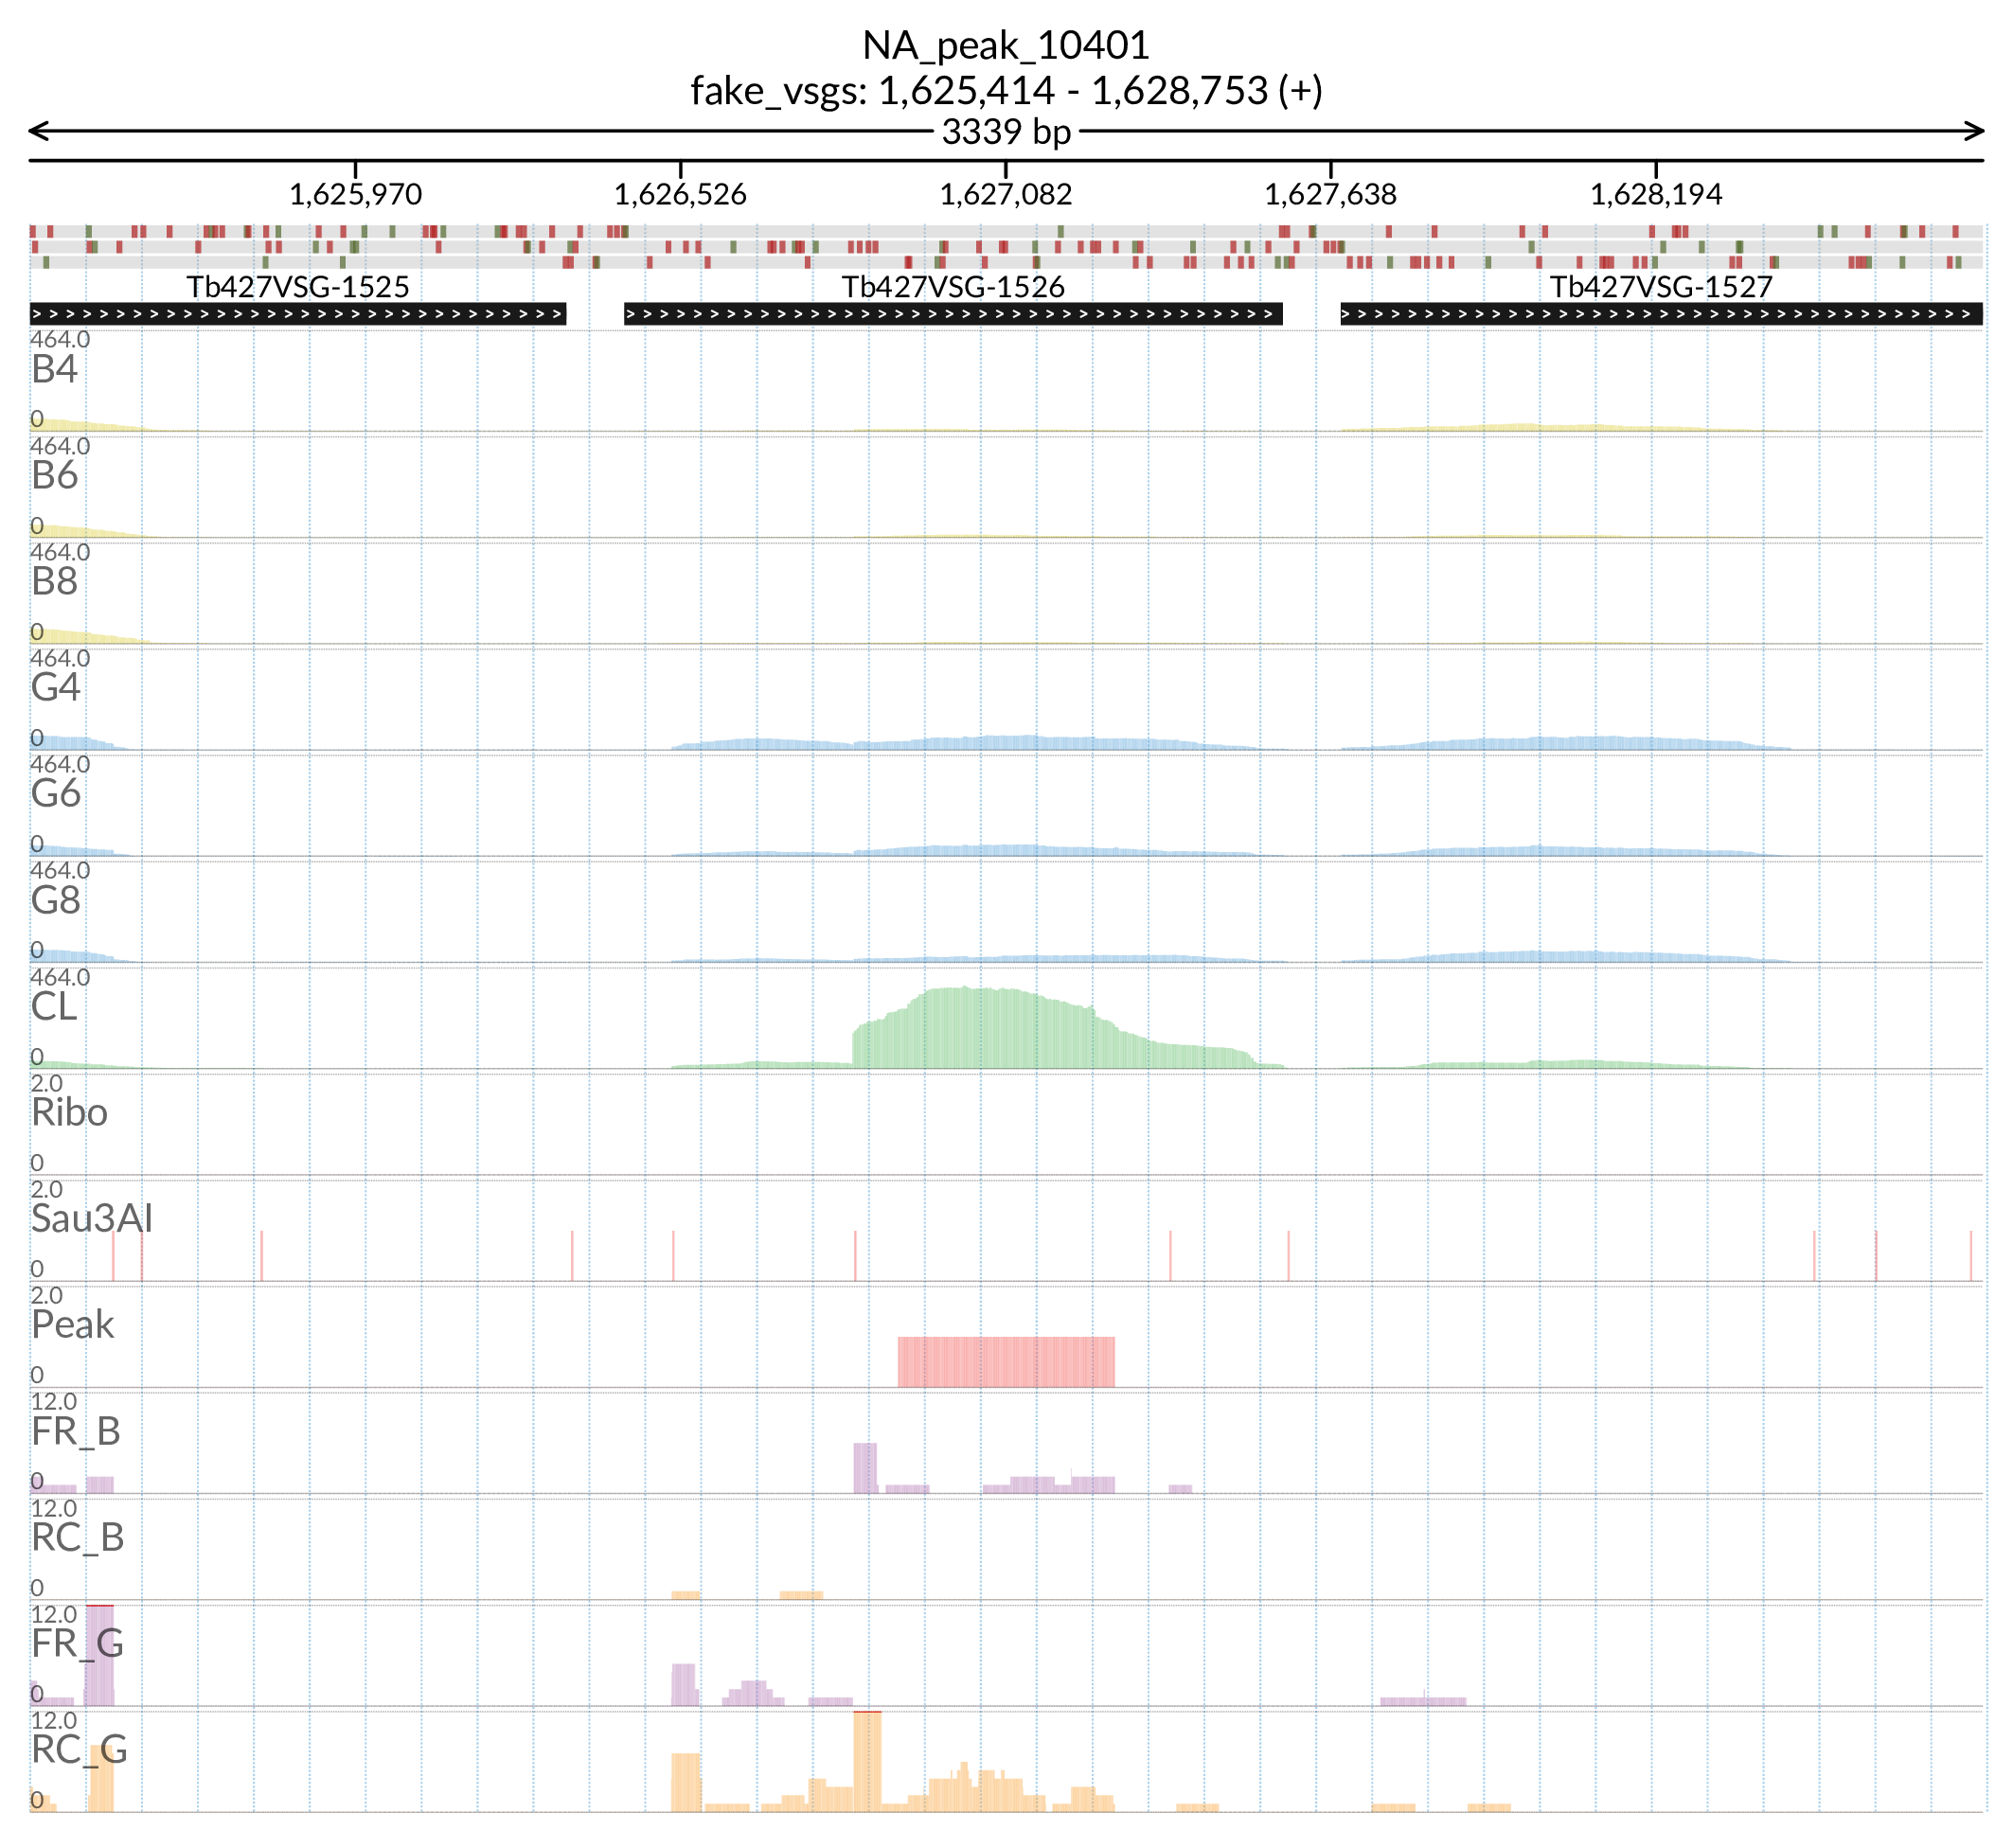 NA_peak_10401
fake_vsgs: 1,625,414 - 1,628,753 (+)
3339 bp
1,625,970 1,626,526 1,627,082 1,627,638 1,628,194
Tb427VSG-1525 Tb427VSG-1526 Tb427VSG-1527
464.0
B4
0
464.0
B6
0
464.0
B8
0
464.0
G4
0
464.0
G6
0
464.0
G8
0
464.0
CL
0
2.0
Ribo
0
2.0
Sau3AI
0
2.0
Peak
0
12.0
FR_B
0
12.0
RC_B
0
12.0
FR_G
0
12.0
RC_G
0